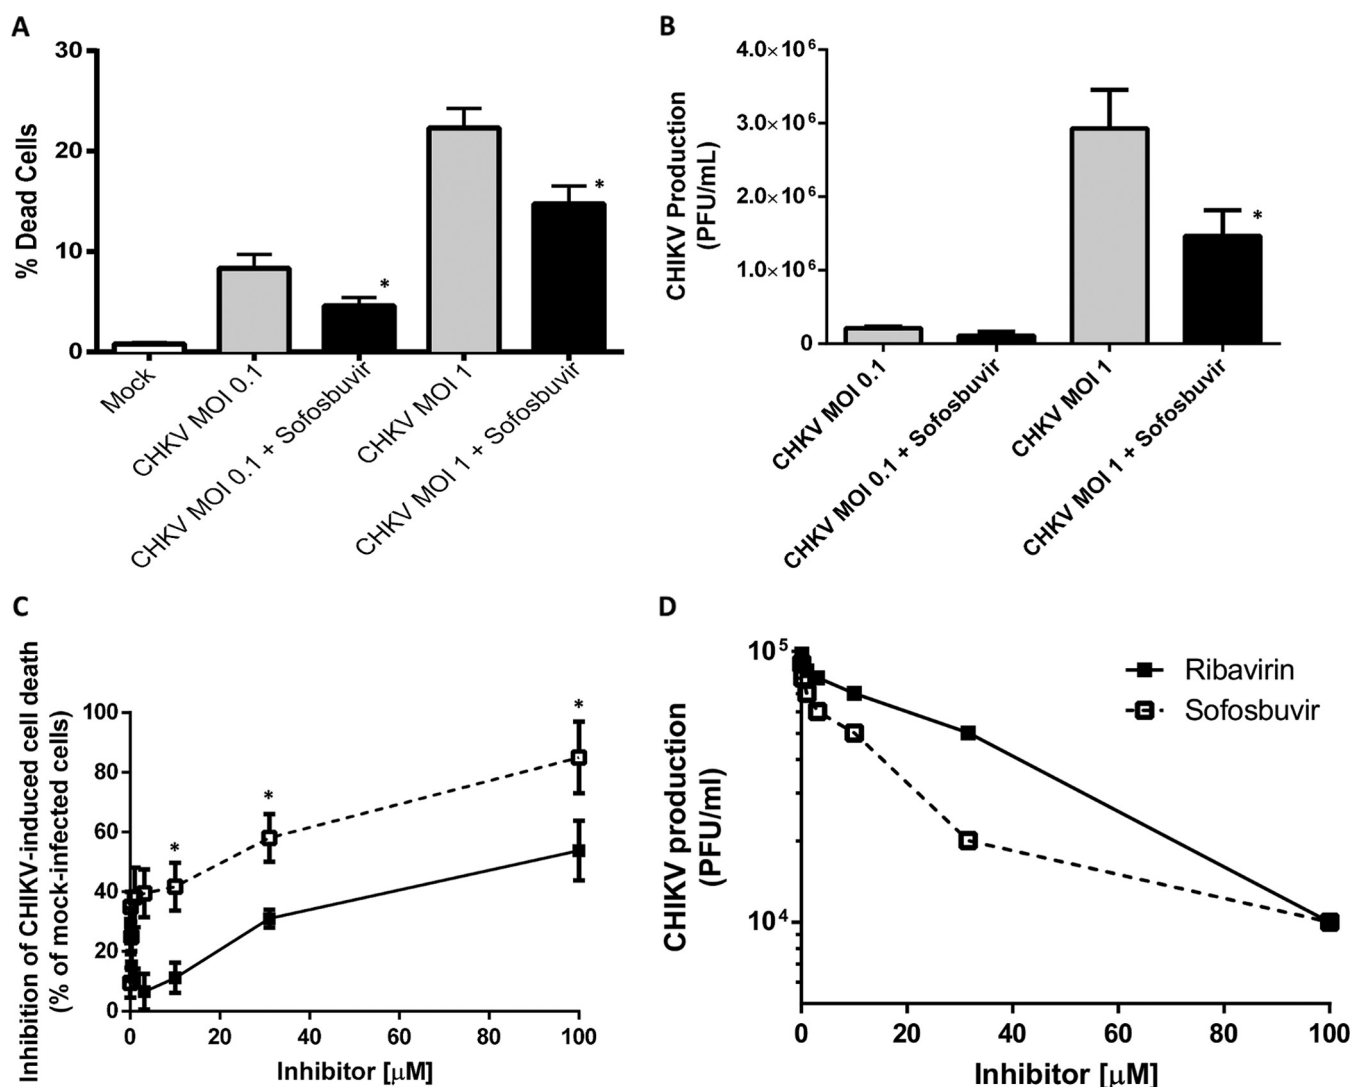 A
% Dead Cells
30
20
10
0
Mock
CHKV MOI 0.1
CHKV MOI 0.1 + Sofosbuvir
CHKV MOI 1
CHKV MOI 1 + Sofosbuvir
*
*
B
CHIKV Production
(PFU/mL)
4.0×10⁶
3.0×10⁶
2.0×10⁶
1.0×10⁶
0
CHKV MOI 0.1
CHKV MOI 0.1 + Sofosbuvir
CHKV MOI 1
CHKV MOI 1 + Sofosbuvir
*
C
Inhibition of CHIKV-induced cell death
(% of mock-infected cells)
100
80
60
40
20
0
* * *
0 20 40 60 80 100
Inhibitor [μM]
D
CHIKV production
(PFU/ml)
10⁵
10⁴
Ribavirin
Sofosbuvir
0 20 40 60 80 100
Inhibitor [μM]